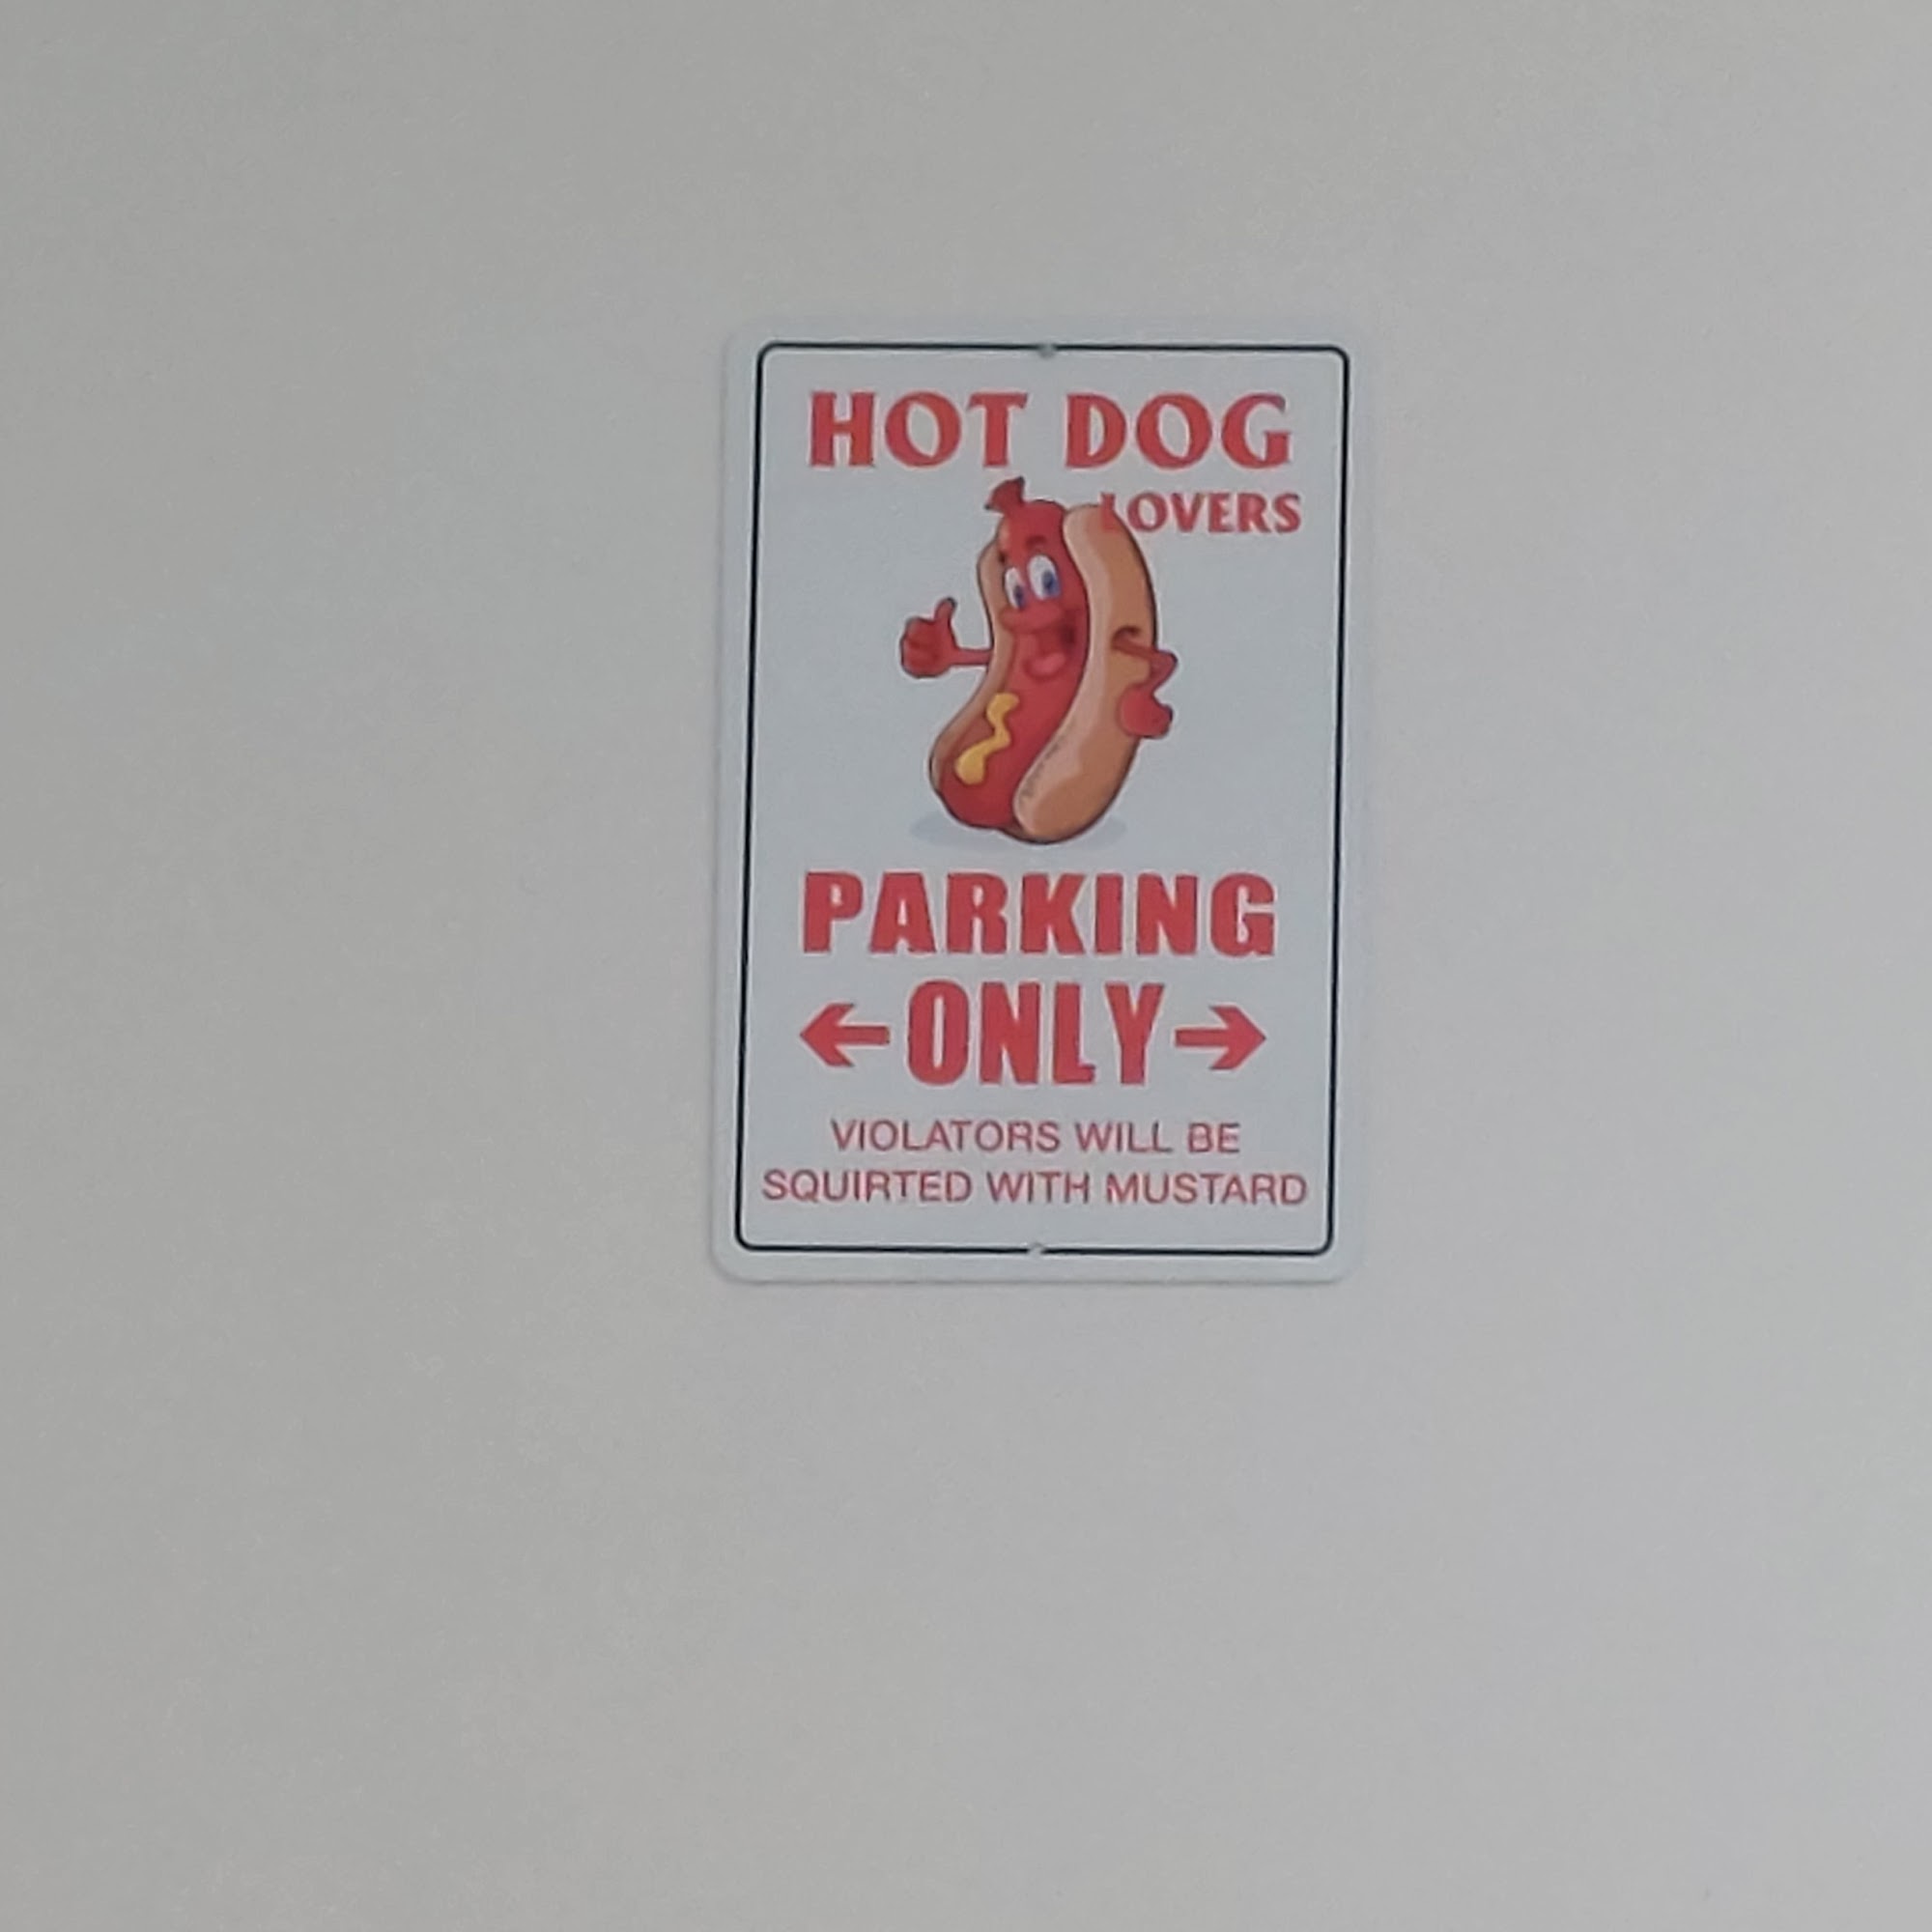 HOT DOG
LOVERS
PARKING
←ONLY→
VIOLATORS WILL BE
SQUIRTED WITH MUSTARD